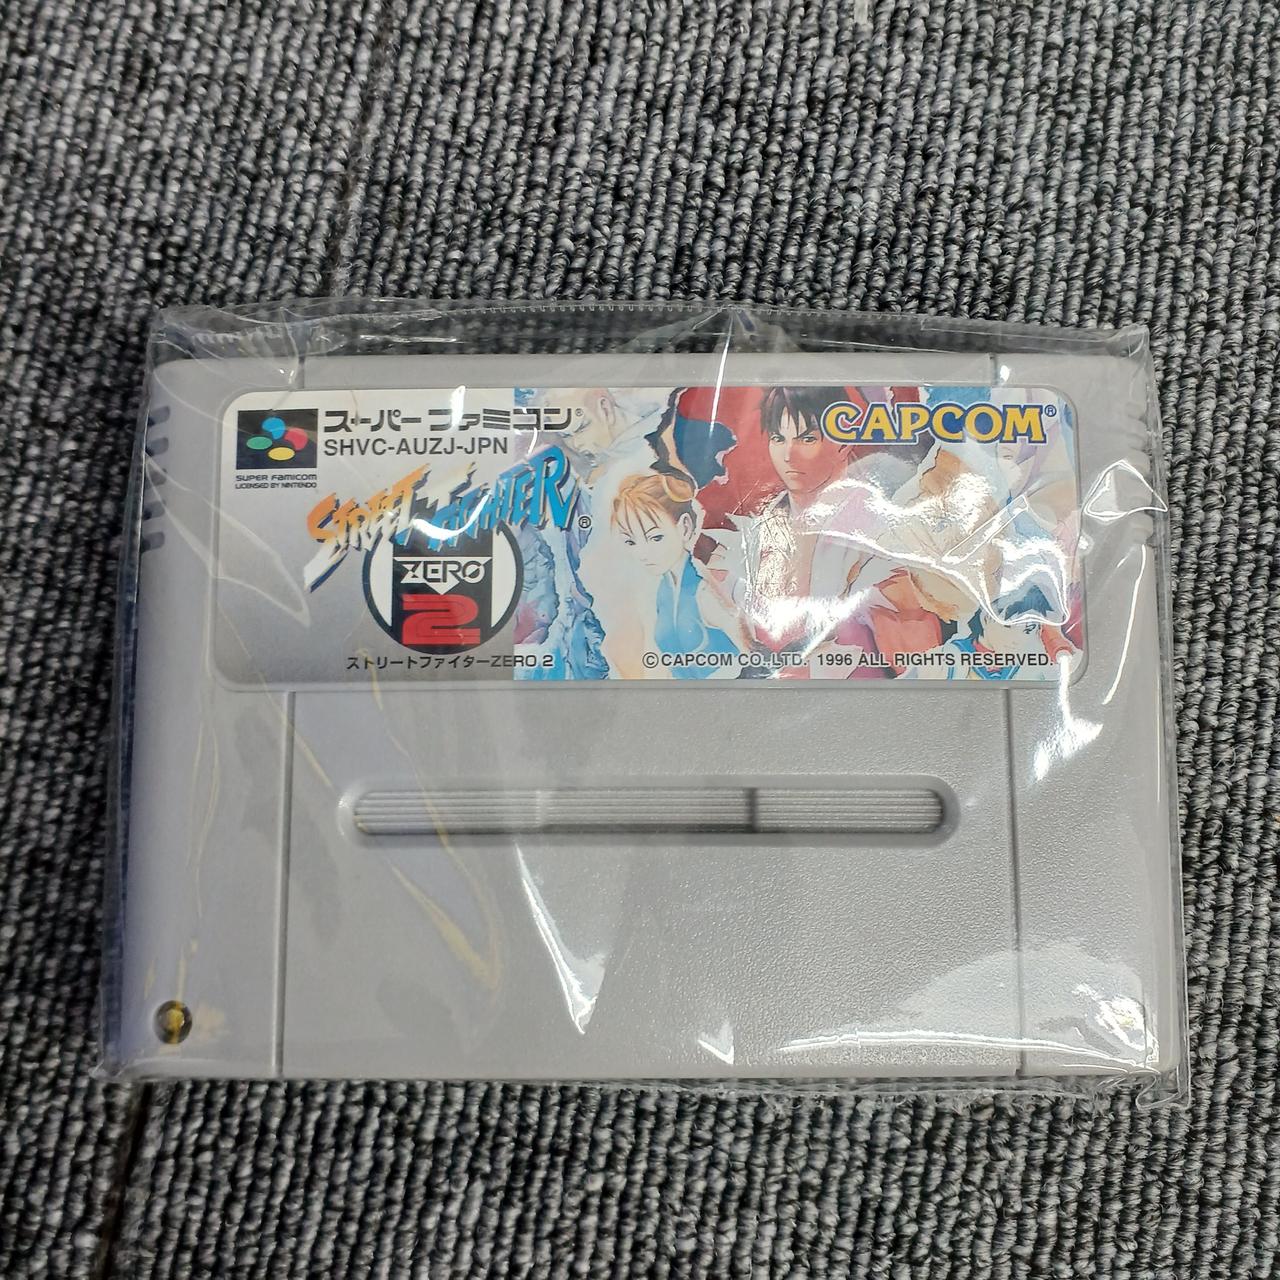 スーパーファミコン®
SHVC-AUZJ-JPN
SUPER FAMICOM
LICENSED BY NINTENDO
CAPCOM®
STREET FIGHTER®
ZERO
2
ストリートファイターZERO 2
©CAPCOM CO.,LTD. 1996 ALL RIGHTS RESERVED.